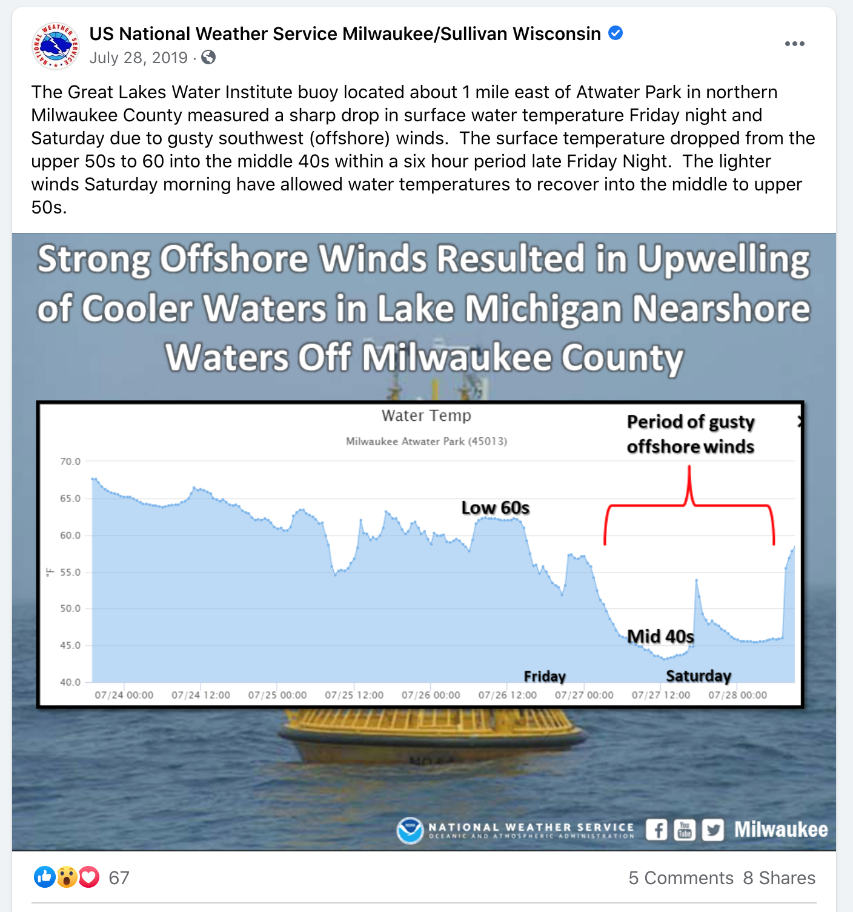 US National Weather Service Milwaukee/Sullivan Wisconsin
July 28, 2019 ·
The Great Lakes Water Institute buoy located about 1 mile east of Atwater Park in northern
Milwaukee County measured a sharp drop in surface water temperature Friday night and
Saturday due to gusty southwest (offshore) winds.  The surface temperature dropped from the
upper 50s to 60 into the middle 40s within a six hour period late Friday Night.  The lighter
winds Saturday morning have allowed water temperatures to recover into the middle to upper
50s.
Strong Offshore Winds Resulted in Upwelling
of Cooler Waters in Lake Michigan Nearshore
Waters Off Milwaukee County
Water Temp
Milwaukee Atwater Park (45013)
Period of gusty
offshore winds
70.0
65.0
60.0
55.0
50.0
45.0
40.0
°F
Low 60s
Mid 40s
Friday
Saturday
07/24 00:00
07/24 12:00
07/25 00:00
07/25 12:00
07/26 00:00
07/26 12:00
07/27 00:00
07/27 12:00
07/28 00:00
NATIONAL WEATHER SERVICE
OCEANIC AND ATMOSPHERIC ADMINISTRATION
You
Tube
Milwaukee
67
5 Comments 8 Shares